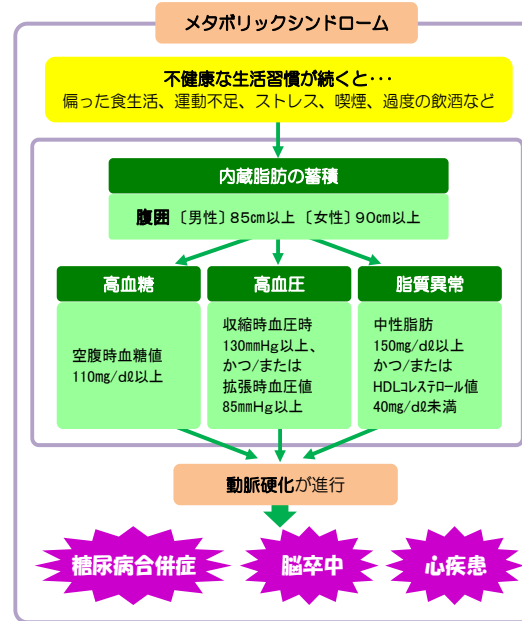 メタボリックシンドローム
不健康な生活習慣が続くと･･･
偏った食生活、運動不足、ストレス、喫煙、過度の飲酒など
内蔵脂肪の蓄積
腹囲〔男性〕85㎝以上〔女性〕90㎝以上
高血糖
空腹時血糖値
110㎎/㎗以上
高血圧
収縮時血圧時
130mmHg以上、
かつ/または
拡張時血圧値
85mmHg以上
脂質異常
中性脂肪
150㎎/㎗以上
かつ/または
HDLｺﾚｽﾃﾛｰﾙ値
40㎎/㎗未満
動脈硬化が進行
糖尿病合併症
脳卒中
心疾患